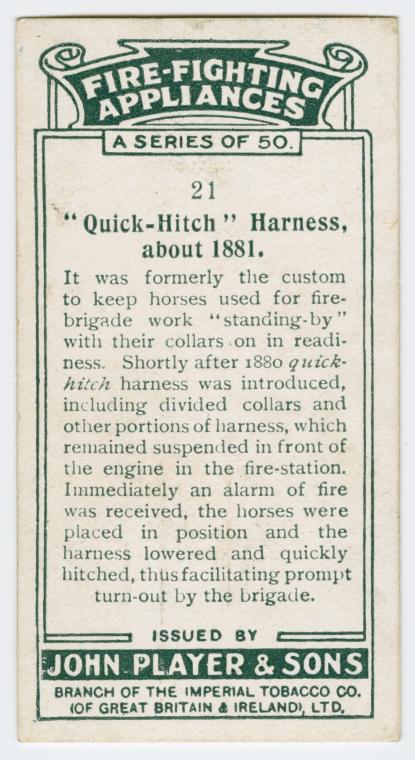 FIRE-FIGHTING
APPLIANCES
A SERIES OF 50.
21
"Quick-Hitch" Harness,
about 1881.
It was formerly the custom
to keep horses used for fire-
brigade work "standing-by"
with their collars on in readi-
ness. Shortly after 1880 quick-
hitch harness was introduced,
including divided collars and
other portions of harness, which
remained suspended in front of
the engine in the fire-station.
Immediately an alarm of fire
was received, the horses were
placed in position and the
harness lowered and quickly
hitched, thus facilitating prompt
turn-out by the brigade.
ISSUED BY
JOHN PLAYER & SONS
BRANCH OF THE IMPERIAL TOBACCO CO.
(OF GREAT BRITAIN & IRELAND), LTD.